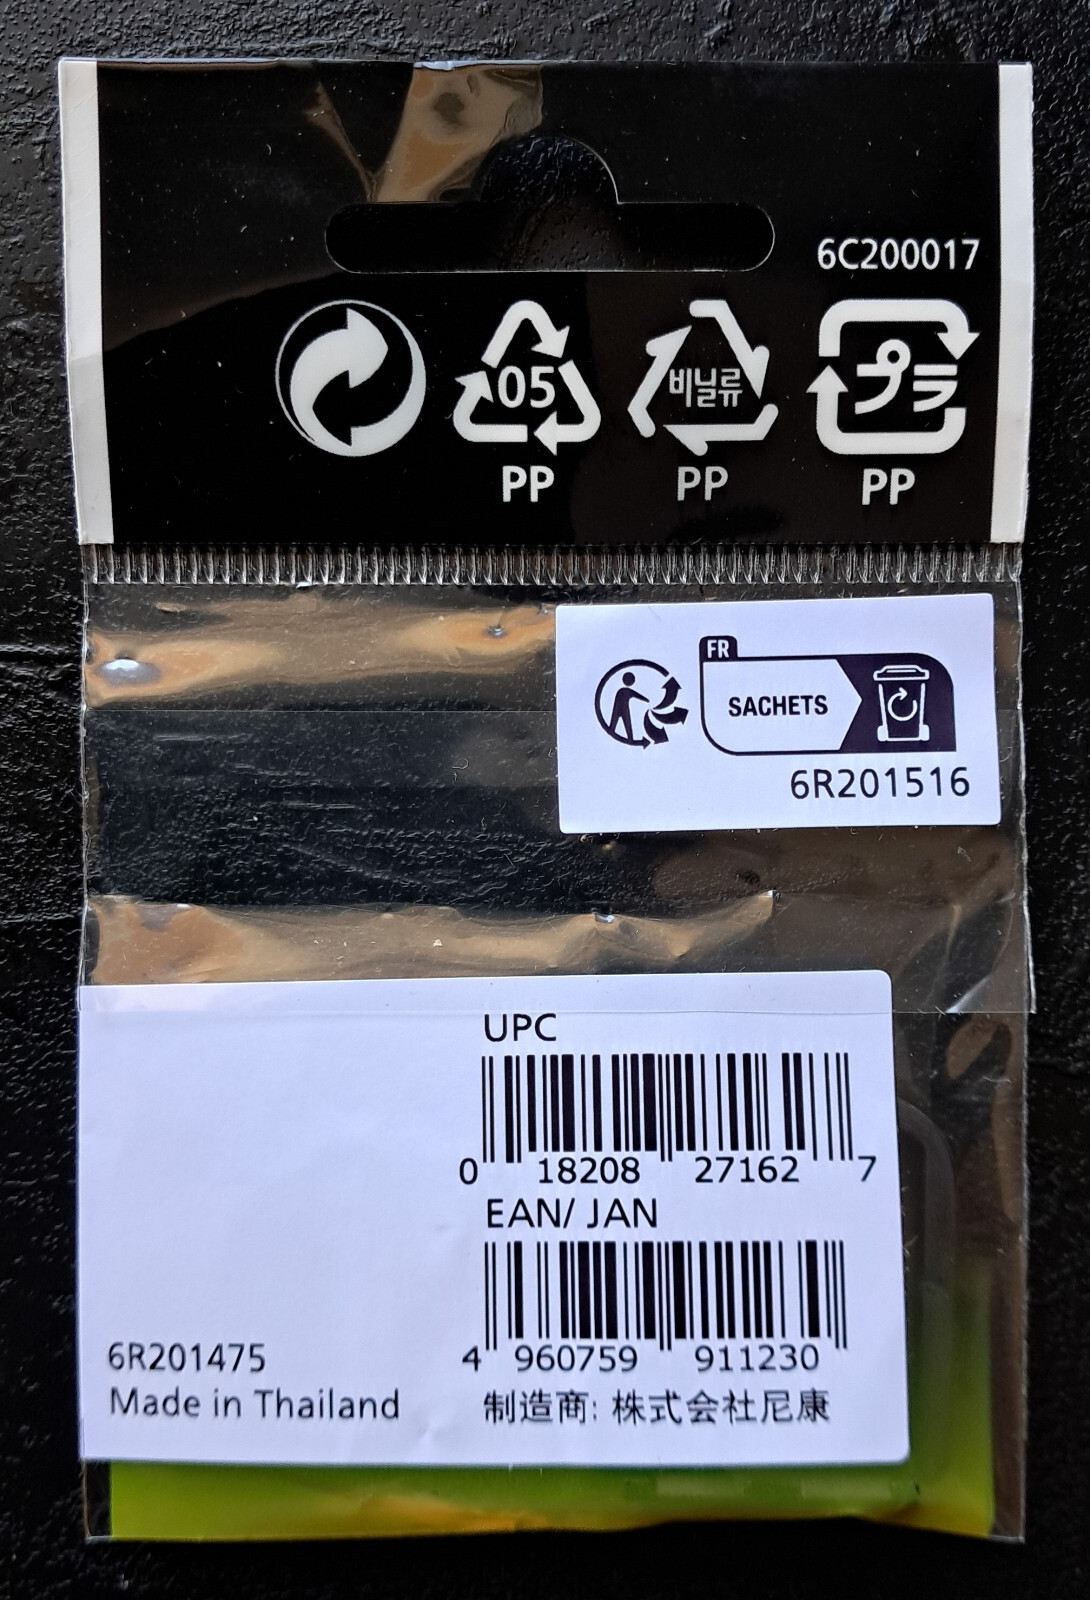 6C200017
05 비닐류 プラ
PP PP PP
FR
SACHETS
6R201516
UPC
0 18208 27162 7
EAN/ JAN
4 960759 911230
6R201475
Made in Thailand
制造商: 株式会社尼康